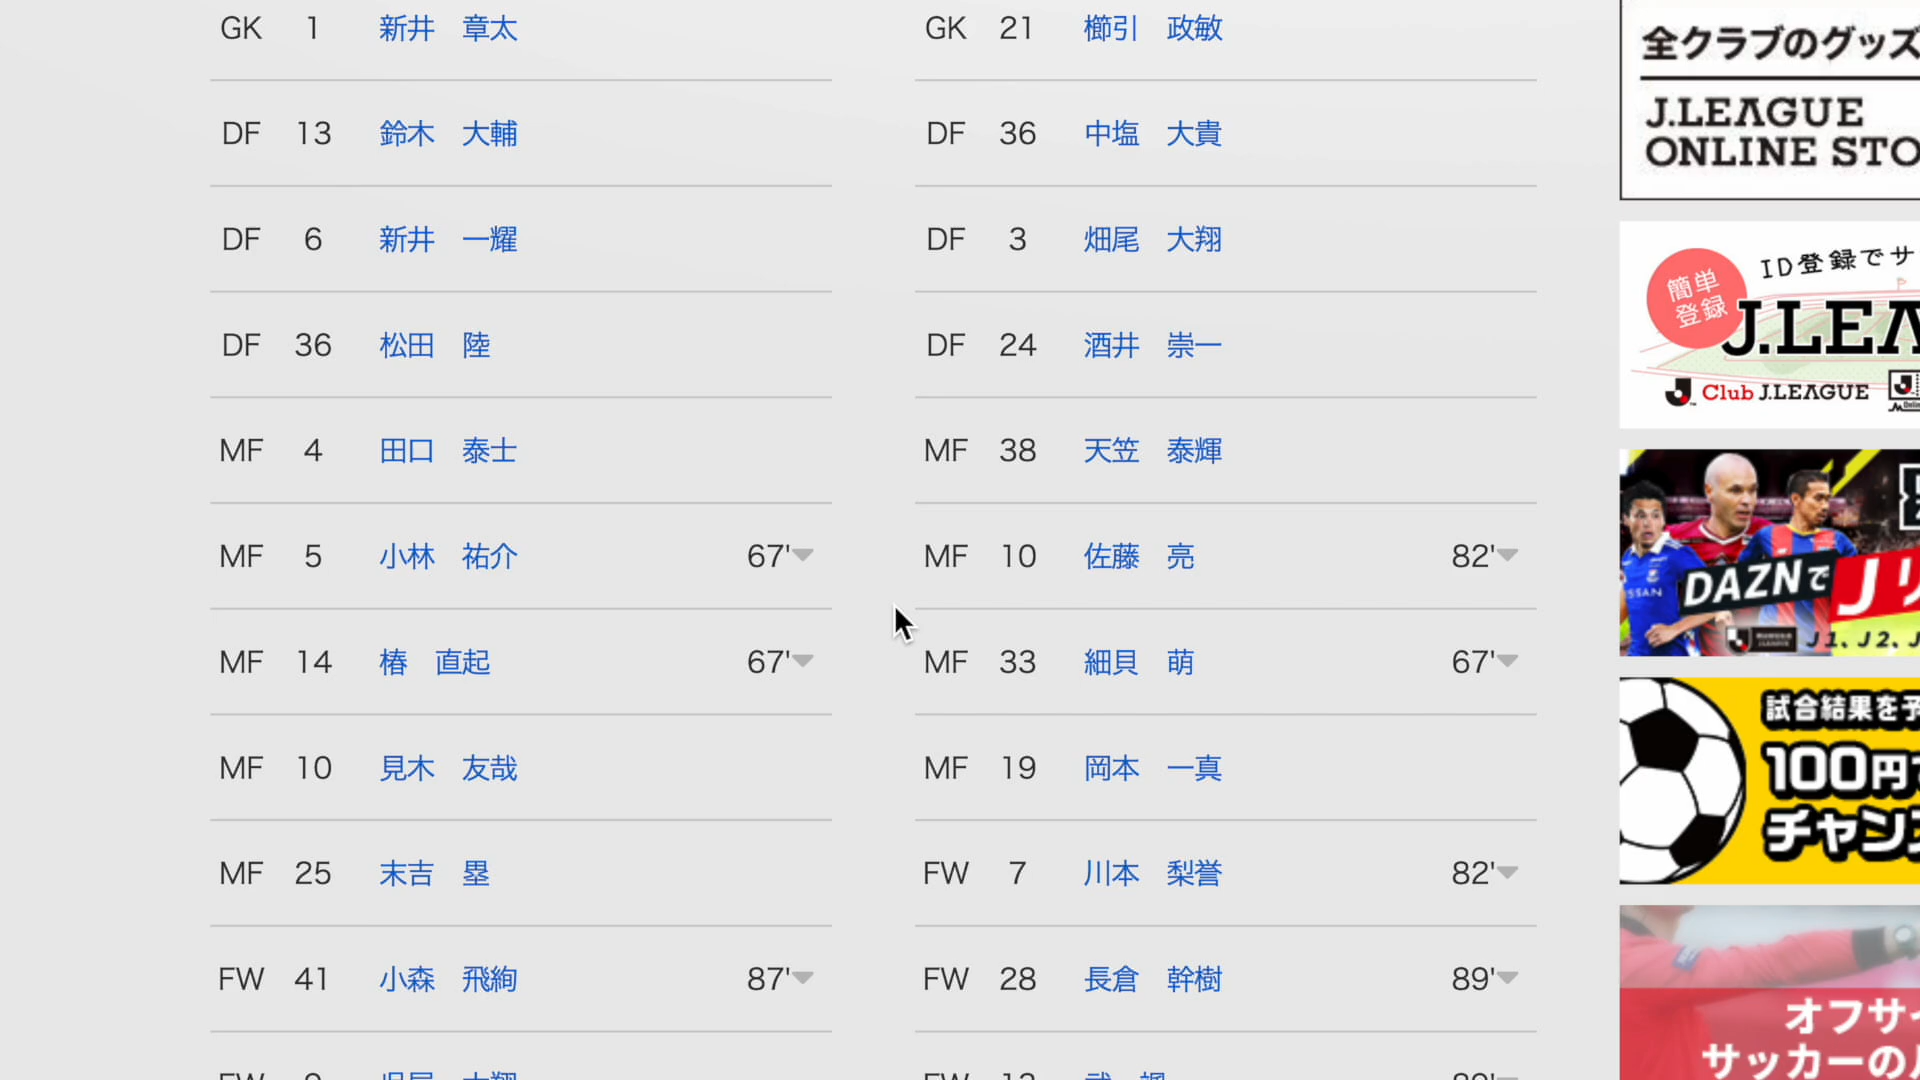 GK 1 新井 章太
DF 13 鈴木 大輔
DF 6 新井 一耀
DF 36 松田 陸
MF 4 田口 泰士
MF 5 小林 祐介 67'
MF 14 椿 直起 67'
MF 10 見木 友哉
MF 25 末吉 塁
FW 41 小森 飛絢 87'
GK 21 櫛引 政敏
DF 36 中塩 大貴
DF 3 畑尾 大翔
DF 24 酒井 崇一
MF 38 天笠 泰輝
MF 10 佐藤 亮 82'
MF 33 細貝 萌 67'
MF 19 岡本 一真
FW 7 川本 梨誉 82'
FW 28 長倉 幹樹 89'
全クラブのグッズ
J.LEAGUE
ONLINE STO
簡単
登録
ID登録でサ
J.LEA
Club J.LEAGUE
DAZNで
Jリ
J1、J2、J
試合結果を予
100円で
チャンス
オフサイ
サッカーの